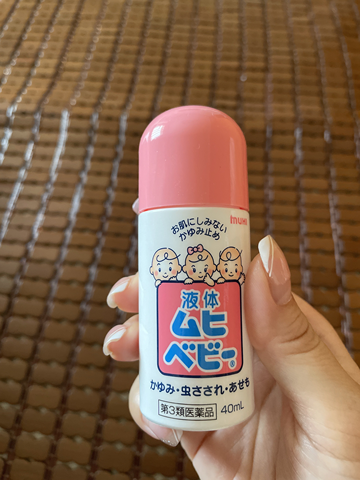 muhi
お肌にしみない
かゆみ止め
液体
ムヒ
ベビー®
かゆみ・虫さされ・あせも
第3類医薬品 40mL